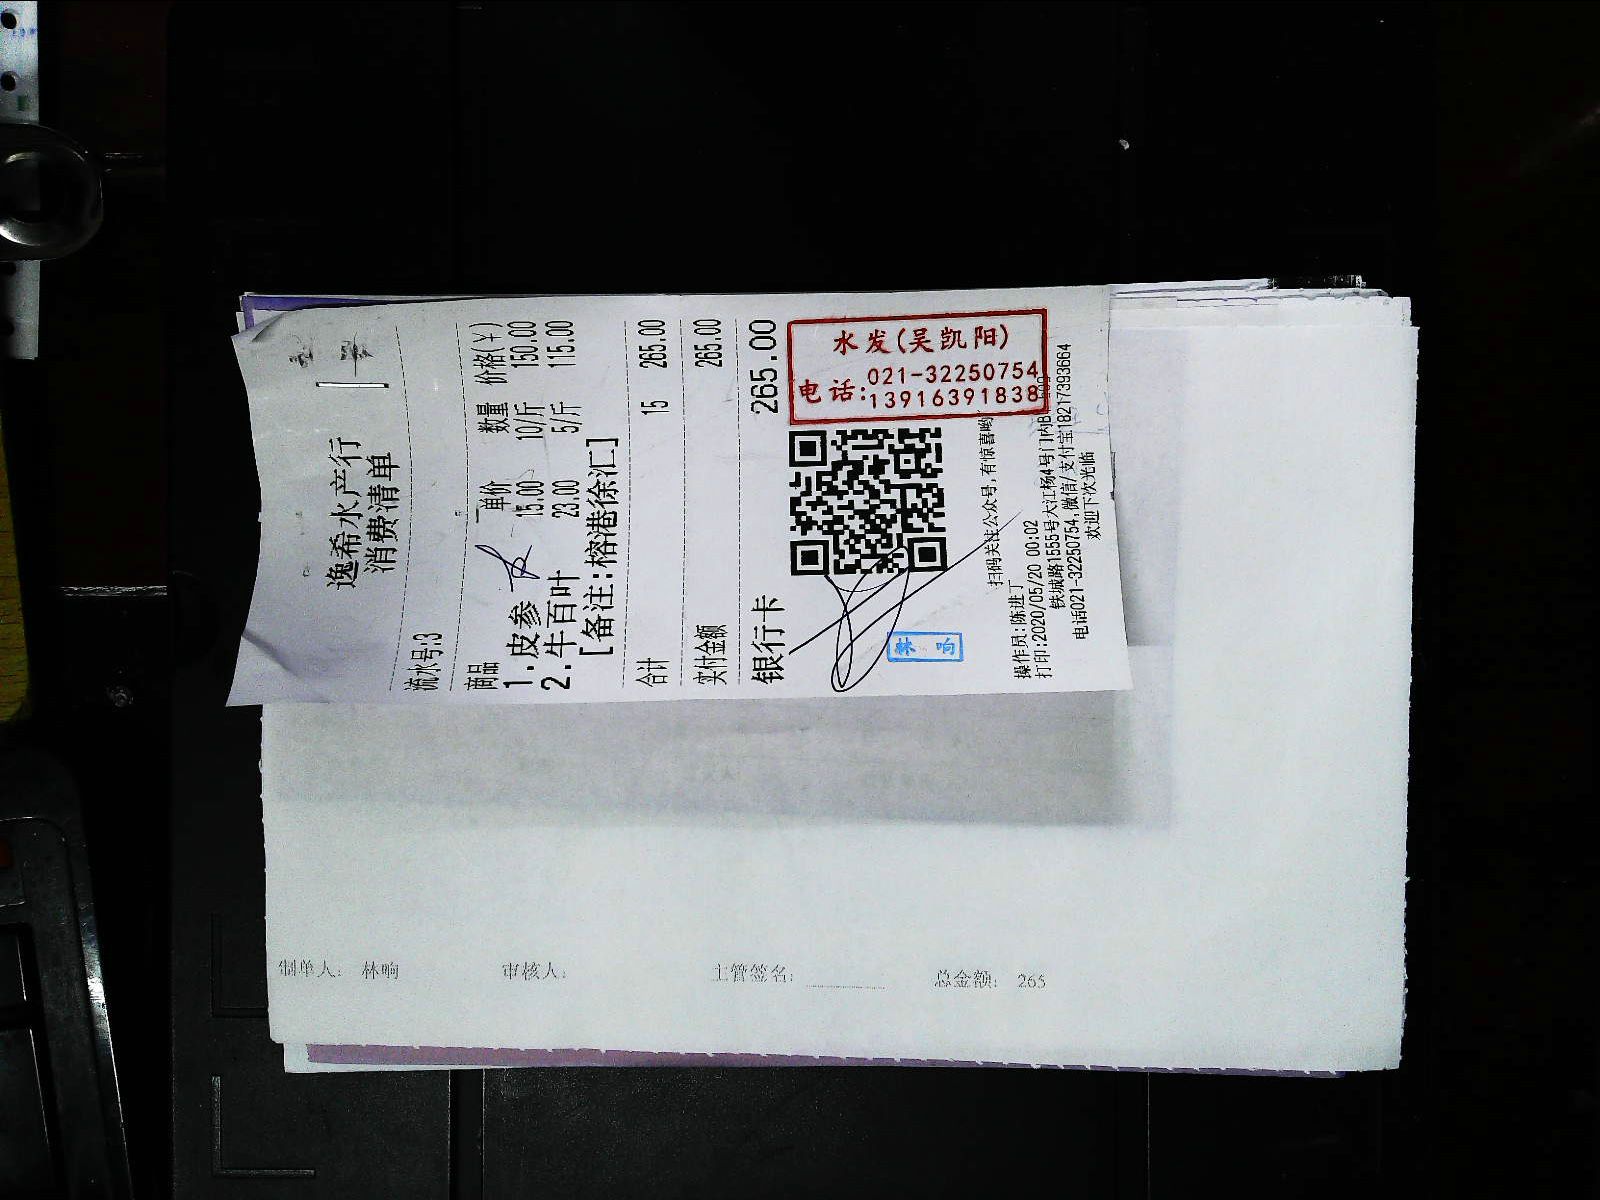 逸希水产行
消费清单
流水号:3
商品 单价 数量 价格(¥)
1.皮参 15.00 10/斤 150.00
2.牛百叶 23.00 5/斤 115.00
[备注:榕港徐汇]
合计 15 265.00
实付金额 265.00
银行卡 265.00
水发(吴凯阳)
电话:021-32250754
13916391838
林响
扫码关注公众号,有惊喜哟
操作员:陈进丁
打印:2020/05/20 00:02
铁城路1555号大江杨4号门门内B
电话021-32250754,微信/支付宝18217393664
欢迎下次光临
制单人: 林响 审核人: 主管签名: 总金额: 265